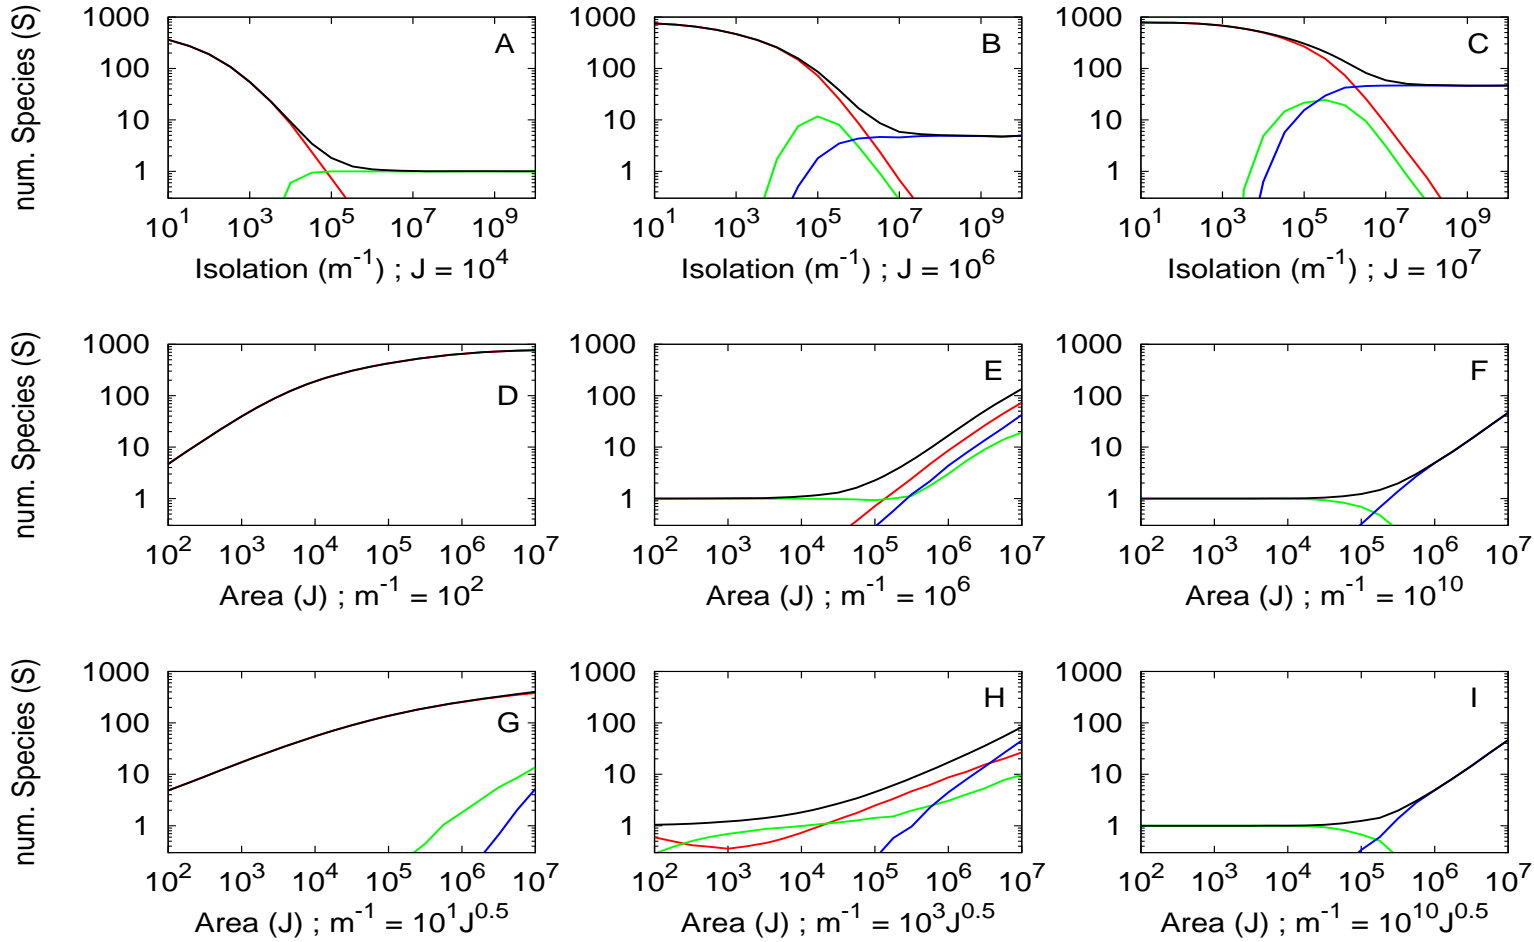 num. Species (S)
1000
100
10
1
A
10^1 10^3 10^5 10^7 10^9
Isolation (m^-1) ; J = 10^4
1000
100
10
1
B
10^1 10^3 10^5 10^7 10^9
Isolation (m^-1) ; J = 10^6
1000
100
10
1
C
10^1 10^3 10^5 10^7 10^9
Isolation (m^-1) ; J = 10^7
num. Species (S)
1000
100
10
1
D
10^2 10^3 10^4 10^5 10^6 10^7
Area (J) ; m^-1 = 10^2
1000
100
10
1
E
10^2 10^3 10^4 10^5 10^6 10^7
Area (J) ; m^-1 = 10^6
1000
100
10
1
F
10^2 10^3 10^4 10^5 10^6 10^7
Area (J) ; m^-1 = 10^10
num. Species (S)
1000
100
10
1
G
10^2 10^3 10^4 10^5 10^6 10^7
Area (J) ; m^-1 = 10^1J^0.5
1000
100
10
1
H
10^2 10^3 10^4 10^5 10^6 10^7
Area (J) ; m^-1 = 10^3J^0.5
1000
100
10
1
I
10^2 10^3 10^4 10^5 10^6 10^7
Area (J) ; m^-1 = 10^10J^0.5